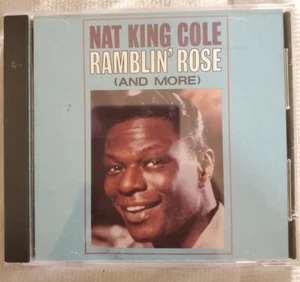 NAT KING COLE
RAMBLIN' ROSE
(AND MORE)